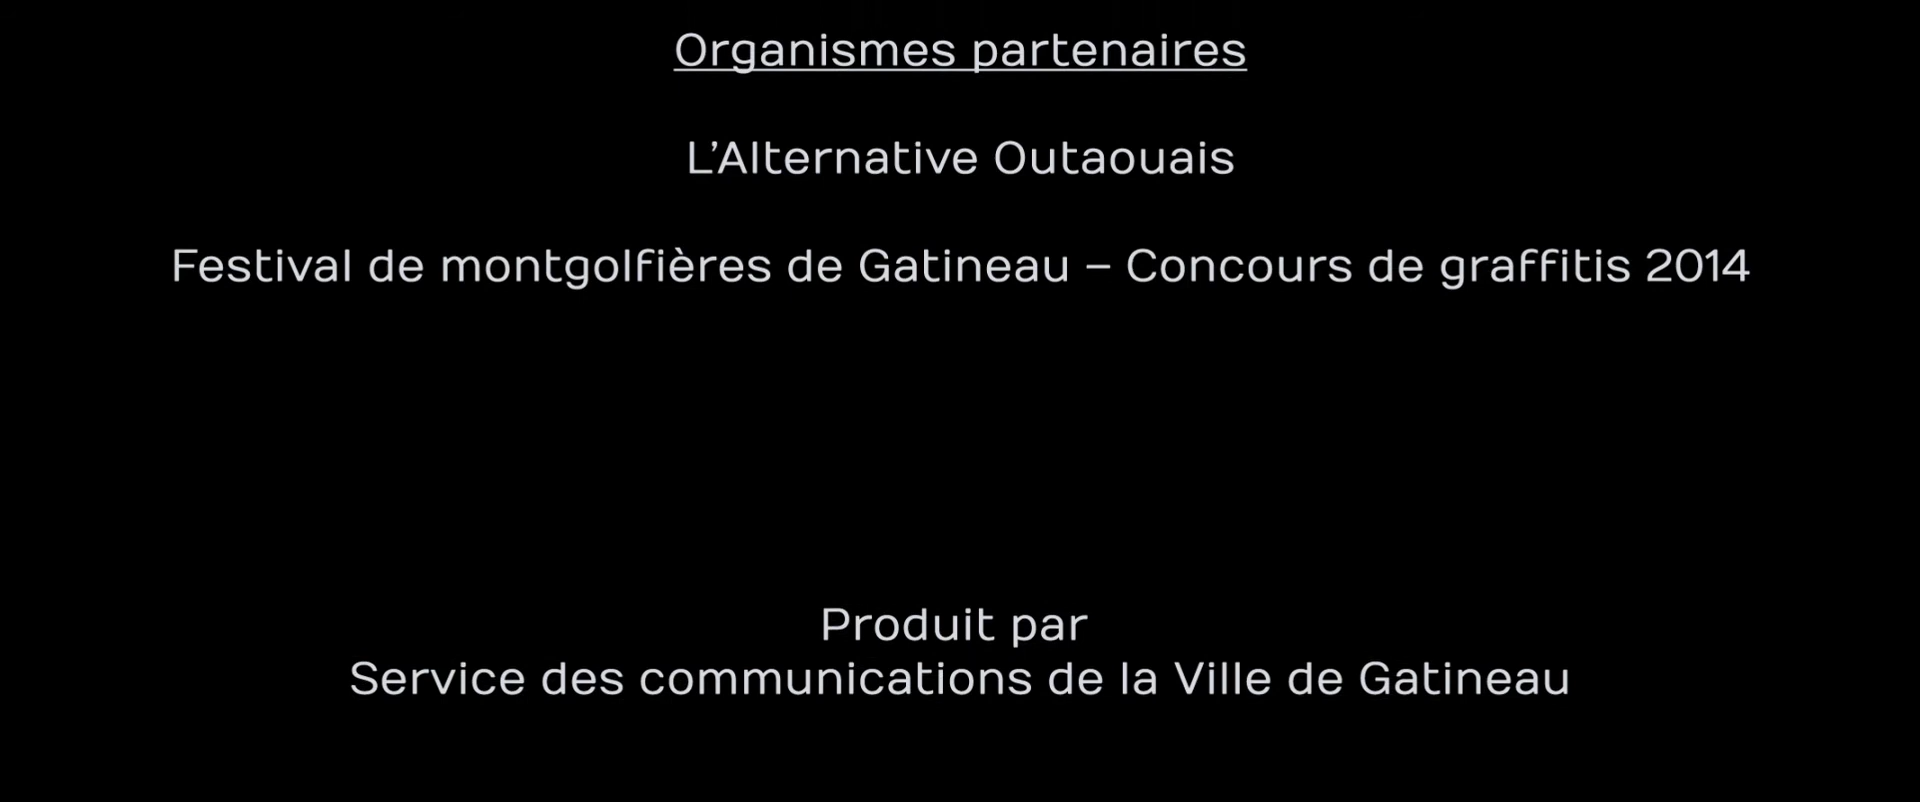 Organismes partenaires
L’Alternative Outaouais
Festival de montgolfières de Gatineau – Concours de graffitis 2014
Produit par
Service des communications de la Ville de Gatineau